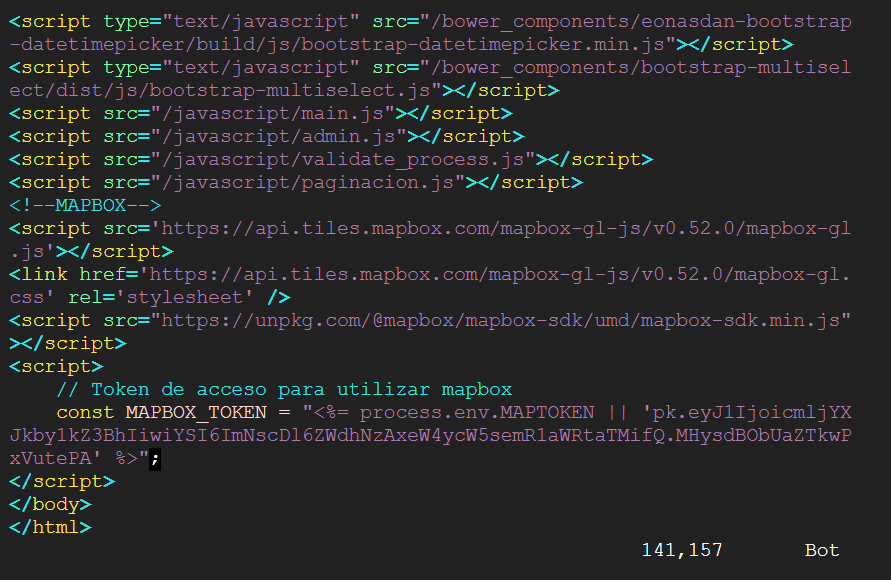 <script type="text/javascript" src="/bower_components/eonasdan-bootstrap
-datetimepicker/build/js/bootstrap-datetimepicker.min.js"></script>
<script type="text/javascript" src="/bower_components/bootstrap-multisel
ect/dist/js/bootstrap-multiselect.js"></script>
<script src="/javascript/main.js"></script>
<script src="/javascript/admin.js"></script>
<script src="/javascript/validate_process.js"></script>
<script src="/javascript/paginacion.js"></script>
<!--MAPBOX-->
<script src='https://api.tiles.mapbox.com/mapbox-gl-js/v0.52.0/mapbox-gl
.js'></script>
<link href='https://api.tiles.mapbox.com/mapbox-gl-js/v0.52.0/mapbox-gl.
css' rel='stylesheet' />
<script src="https://unpkg.com/@mapbox/mapbox-sdk/umd/mapbox-sdk.min.js"
></script>
<script>
    // Token de acceso para utilizar mapbox
    const MAPBOX_TOKEN = "<%= process.env.MAPTOKEN || 'pk.eyJ1IjoicmljYX
Jkby1kZ3BhIiwiYSI6ImNscDl6ZWdhNzAxeW4ycW5semR1aWRtaTMifQ.MHysdBObUaZTkwP
xVutePA' %>";
</script>
</body>
</html>
141,157 Bot